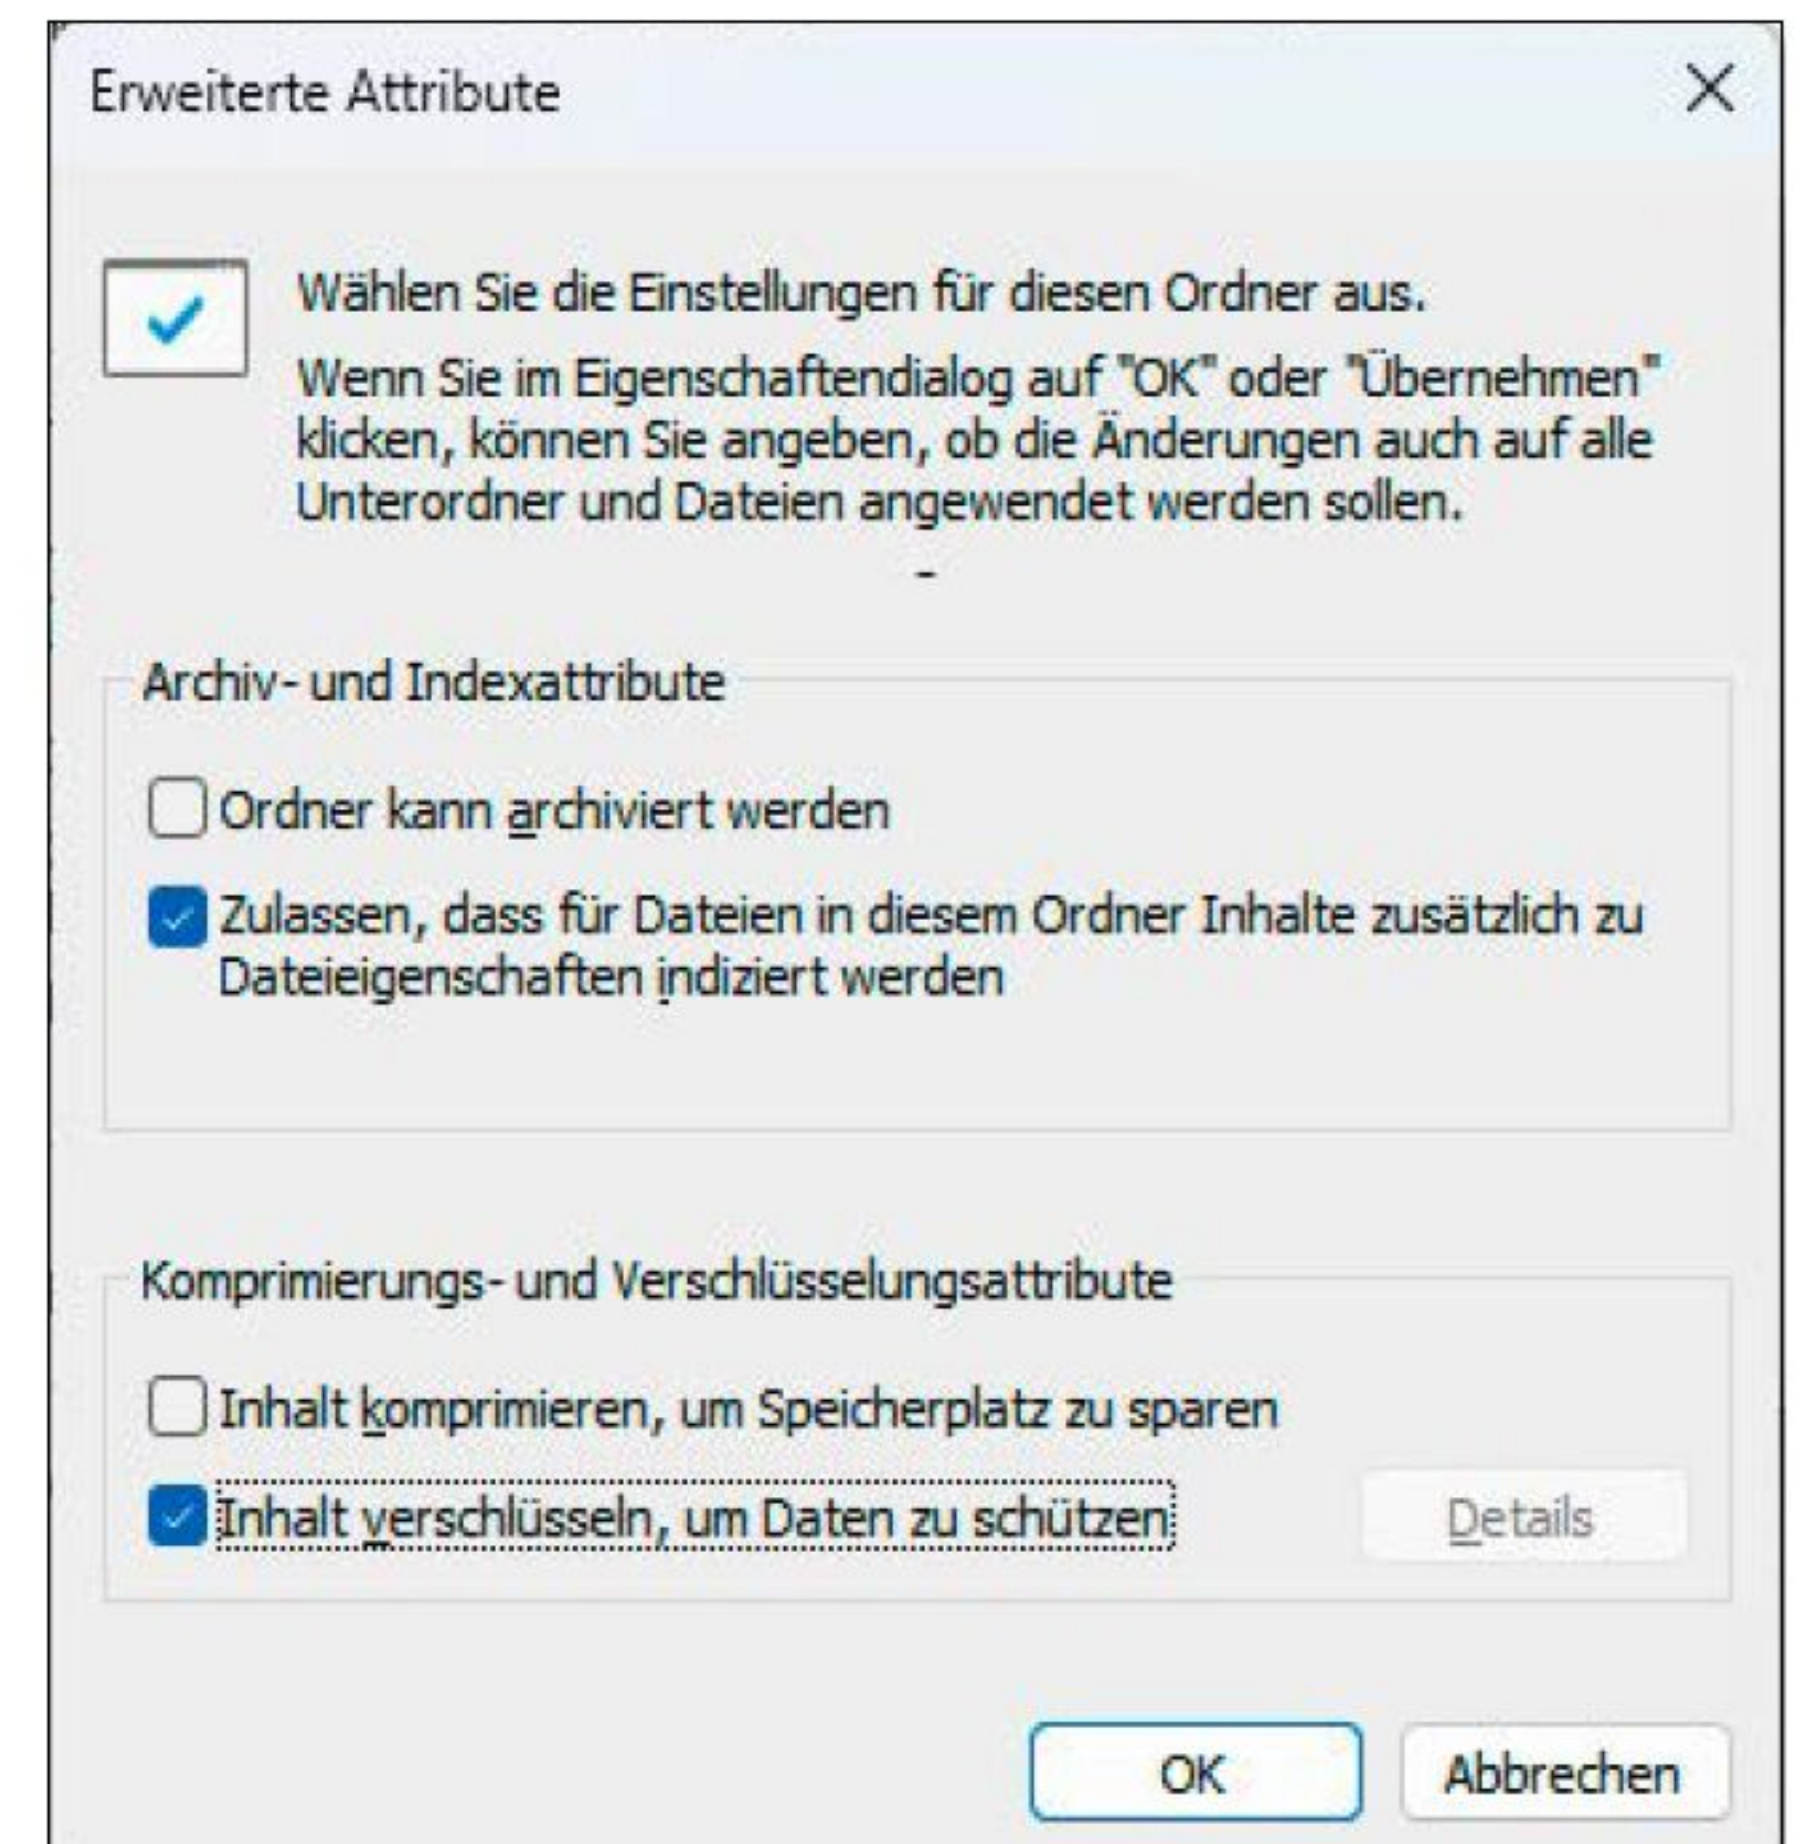 Erweiterte Attribute
Wählen Sie die Einstellungen für diesen Ordner aus.
Wenn Sie im Eigenschaftendialog auf "OK" oder "Übernehmen"
klicken, können Sie angeben, ob die Änderungen auch auf alle
Unterordner und Dateien angewendet werden sollen.
Archiv- und Indexattribute
Ordner kann archiviert werden
Zulassen, dass für Dateien in diesem Ordner Inhalte zusätzlich zu
Dateieigenschaften indiziert werden
Komprimierungs- und Verschlüsselungsattribute
Inhalt komprimieren, um Speicherplatz zu sparen
Inhalt verschlüsseln, um Daten zu schützen
Details
OK
Abbrechen